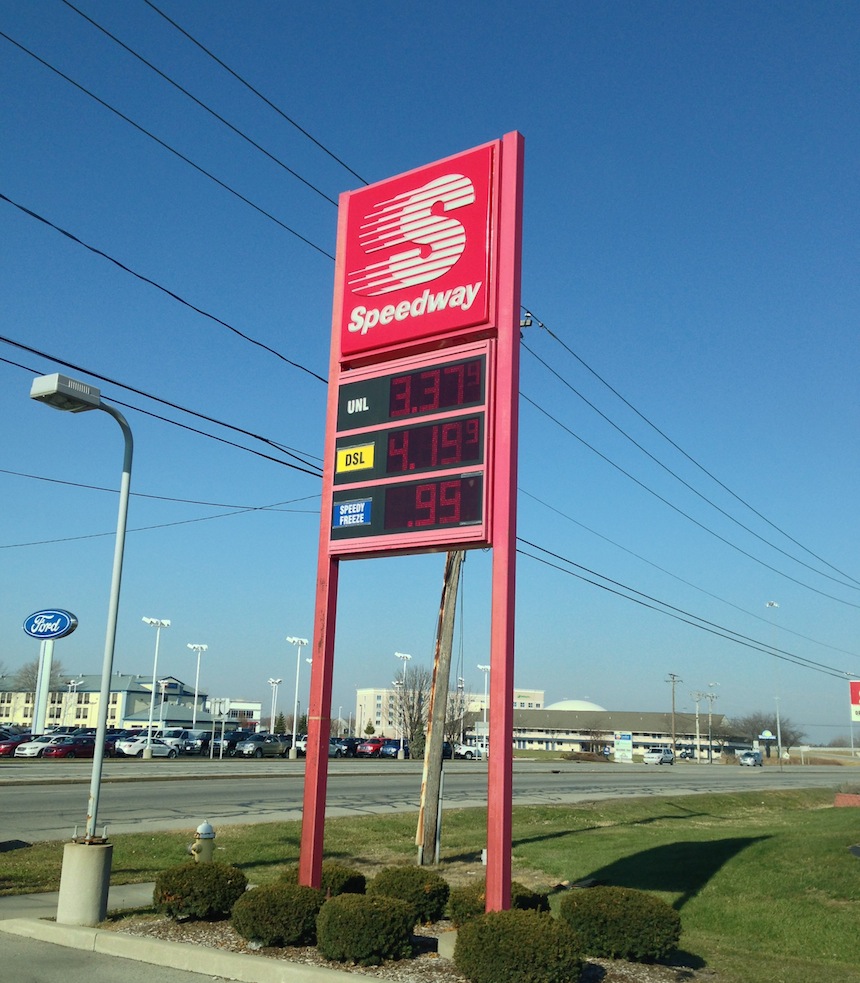 S
Speedway
UNL 3.37 9
DSL 4.19 9
SPEEDY
FREEZE .99
Ford